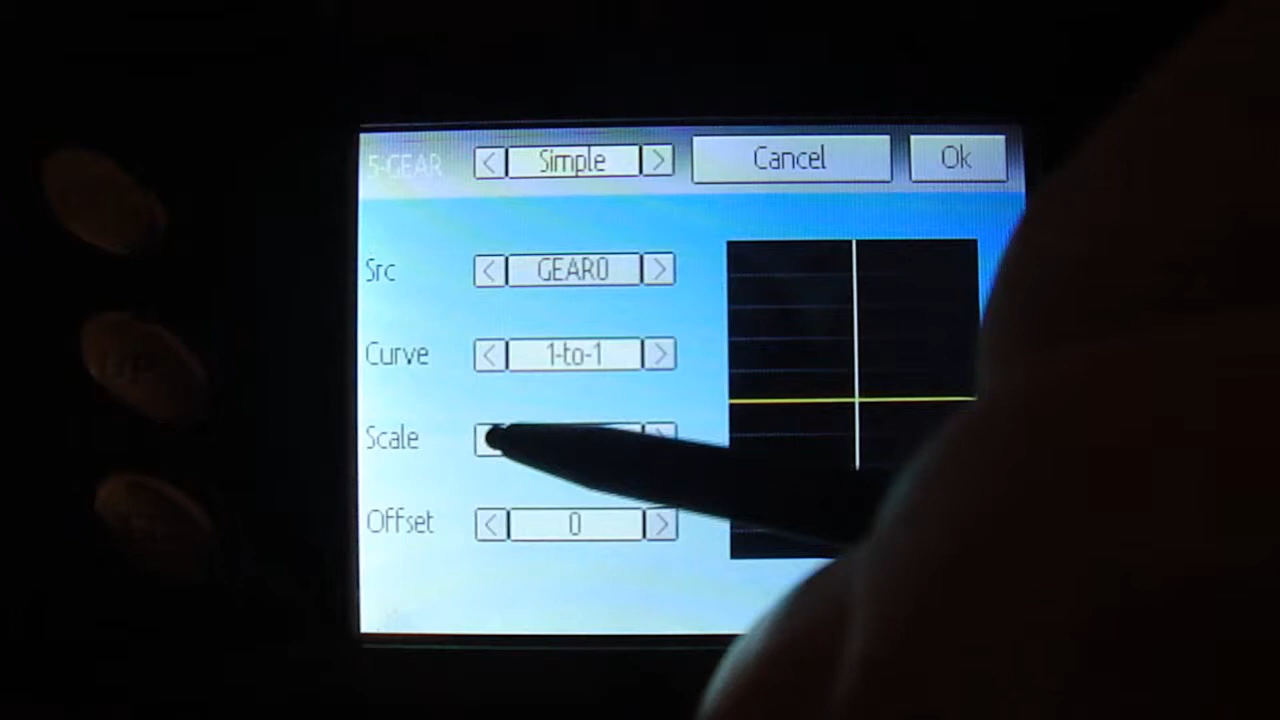 5-GEAR < Simple > Cancel Ok
Src < GEAR0 >
Curve < 1-to-1 >
Scale >
Offset < 0 >